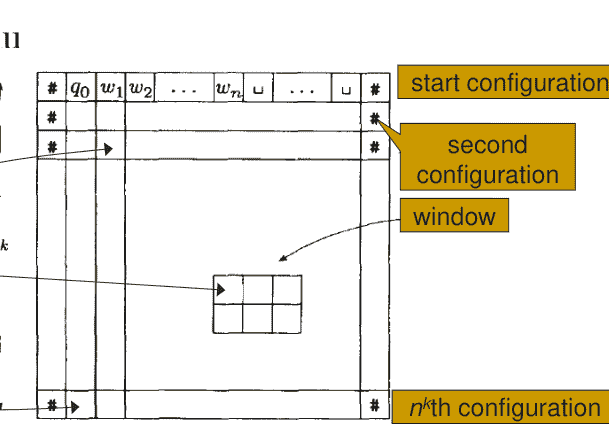 # q0 w1 w2 ... wn ␣ ... ␣ #
start configuration
# #
second
configuration
# #
window
k
# #
nkth configuration